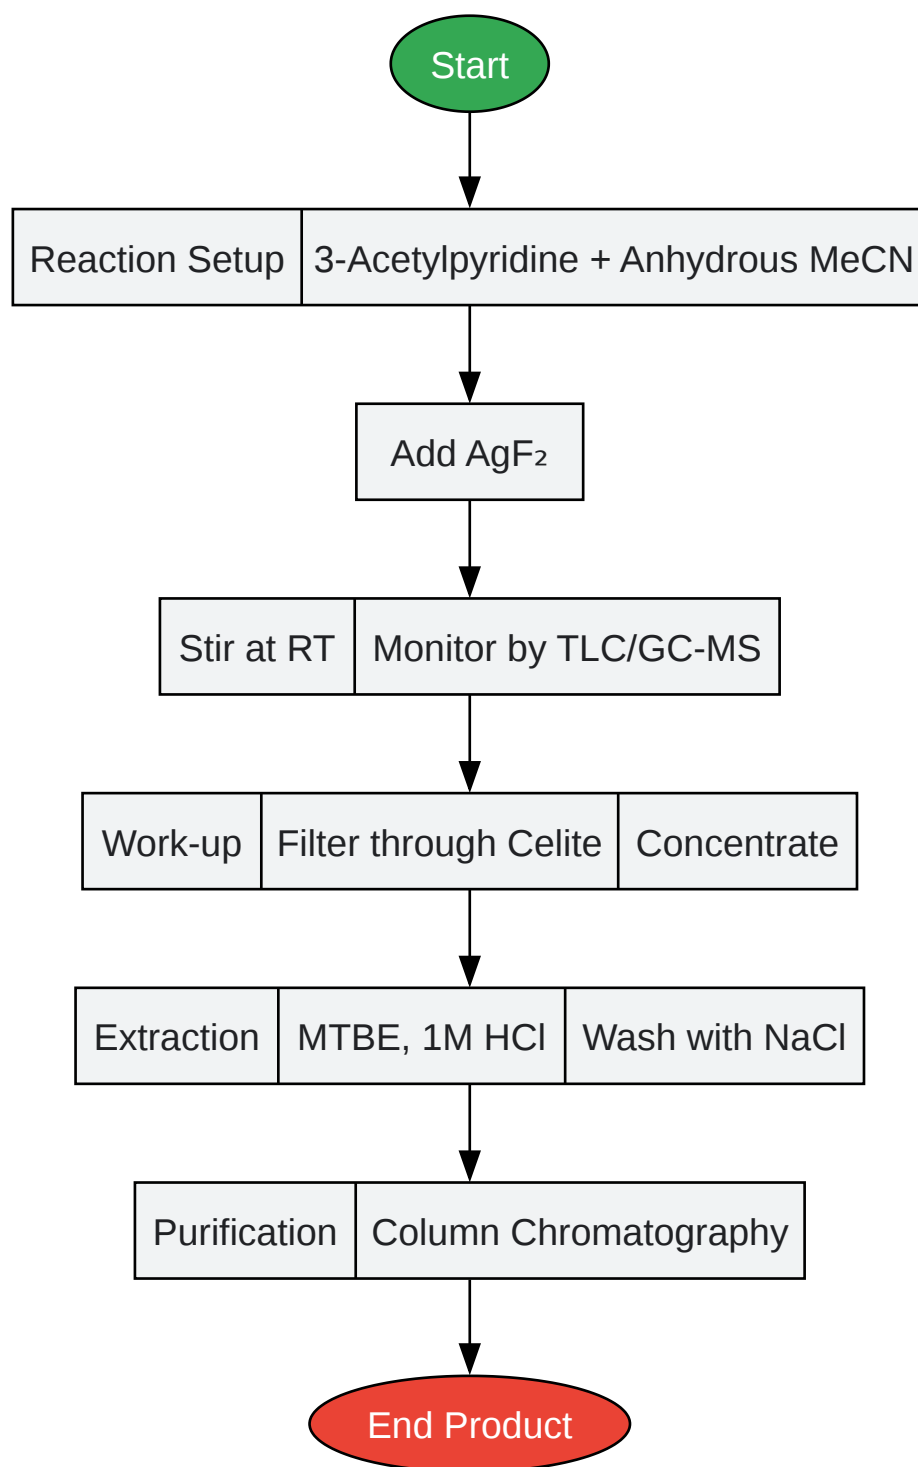 Start
Reaction Setup 3-Acetylpyridine + Anhydrous MeCN
Add AgF₂
Stir at RT Monitor by TLC/GC-MS
Work-up Filter through Celite Concentrate
Extraction MTBE, 1M HCl Wash with NaCl
Purification Column Chromatography
End Product